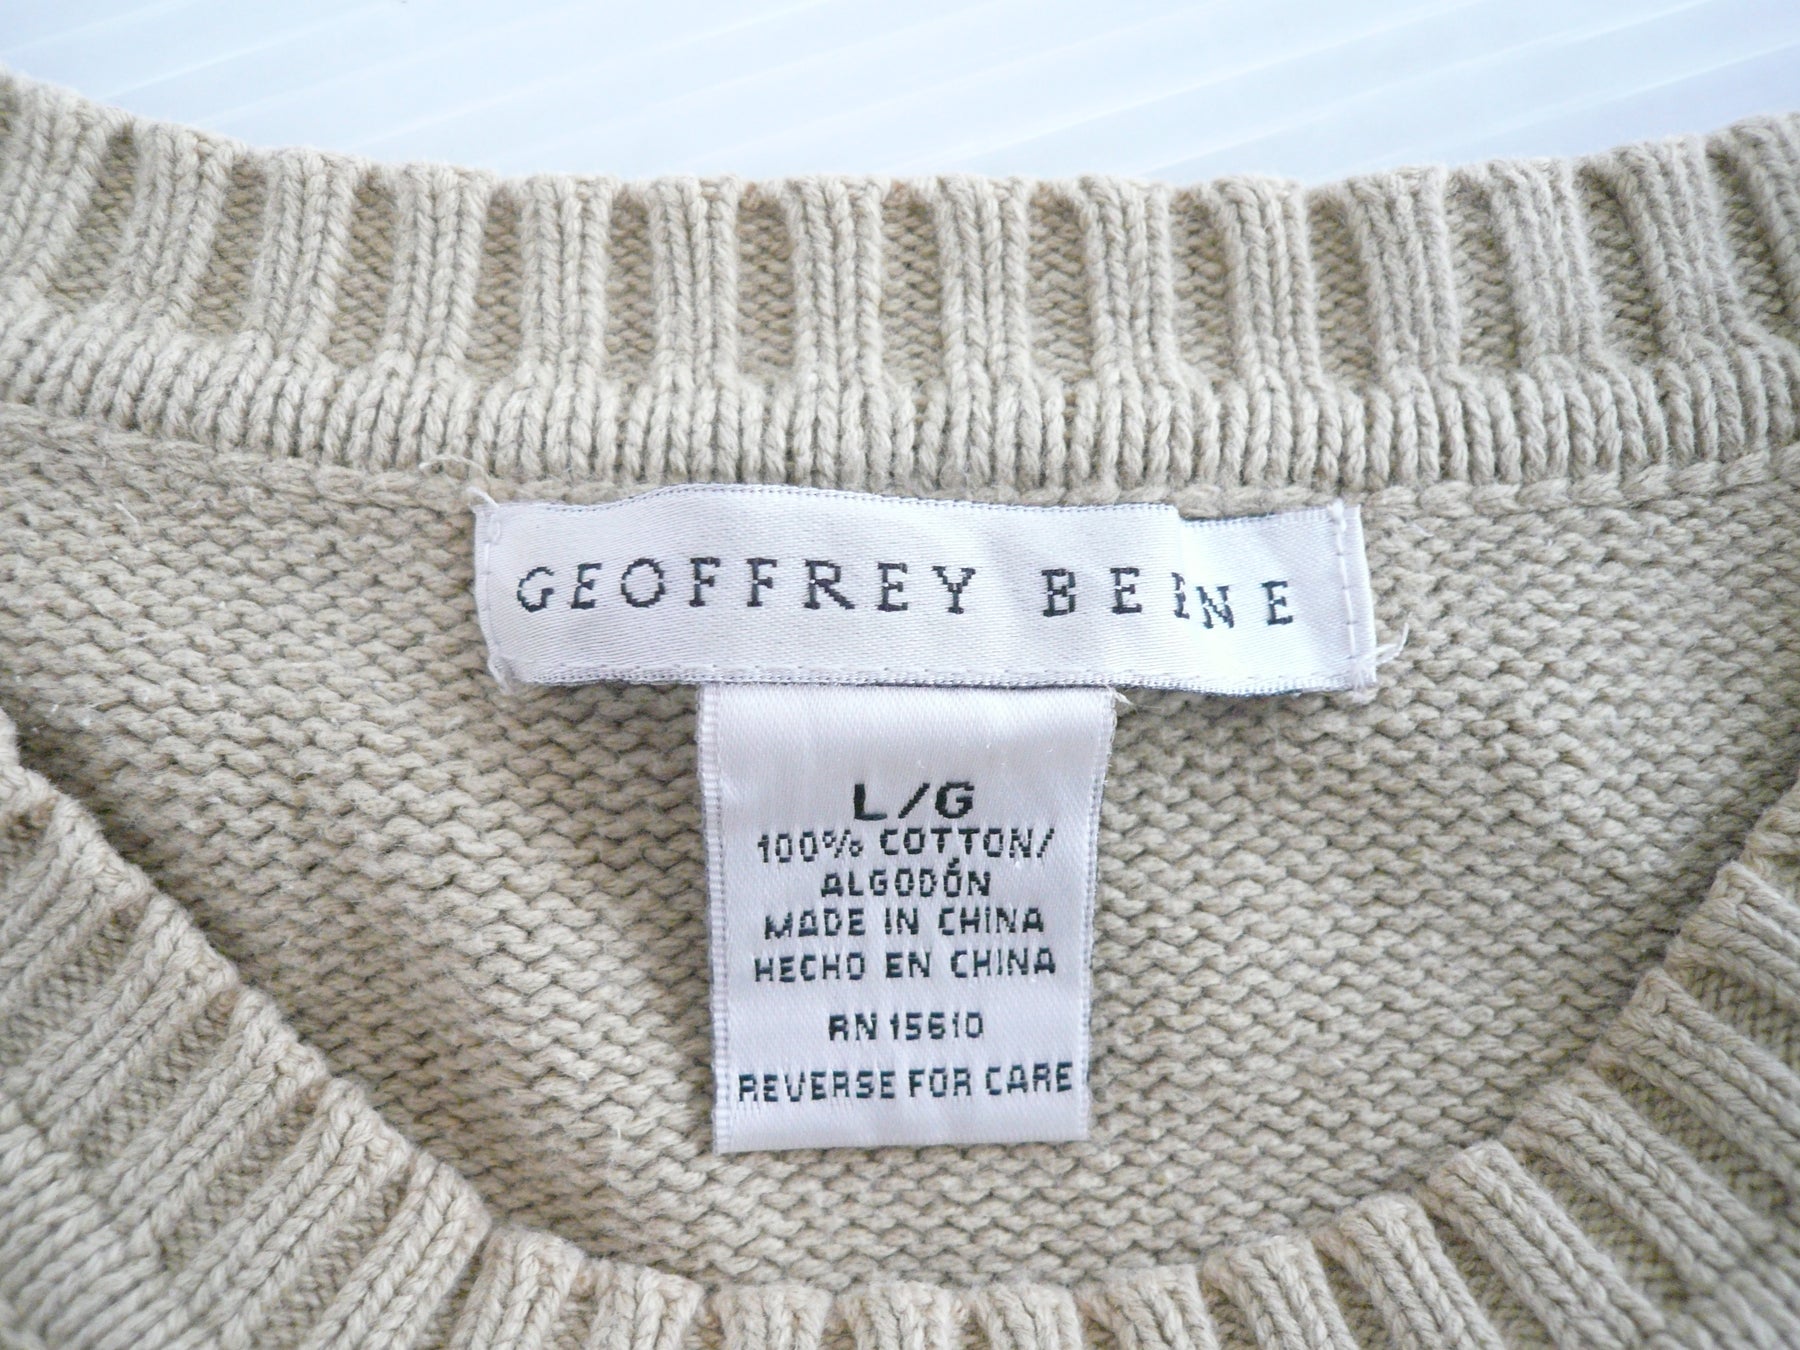 GEOFFREY BEENE
L/G
100% COTTON/
ALGODÓN
MADE IN CHINA
HECHO EN CHINA
RN 15610
REVERSE FOR CARE